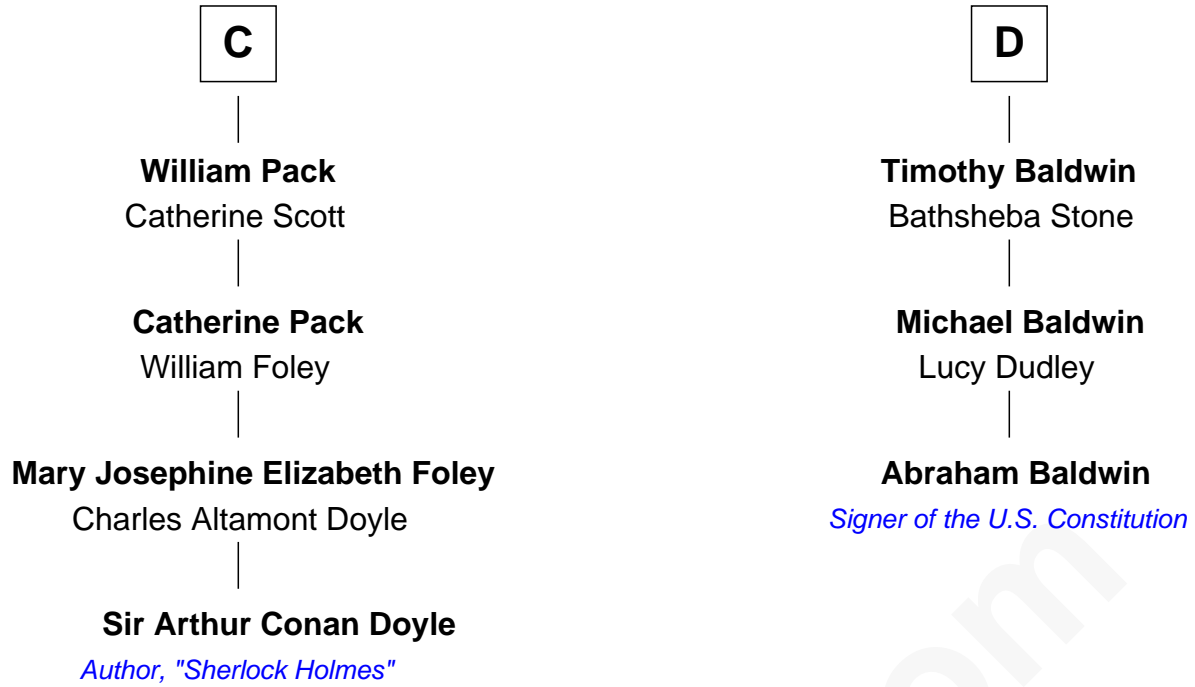 C
William Pack
Catherine Scott
Catherine Pack
William Foley
Mary Josephine Elizabeth Foley
Charles Altamont Doyle
Sir Arthur Conan Doyle
Author, "Sherlock Holmes"
D
Timothy Baldwin
Bathsheba Stone
Michael Baldwin
Lucy Dudley
Abraham Baldwin
Signer of the U.S. Constitution
om